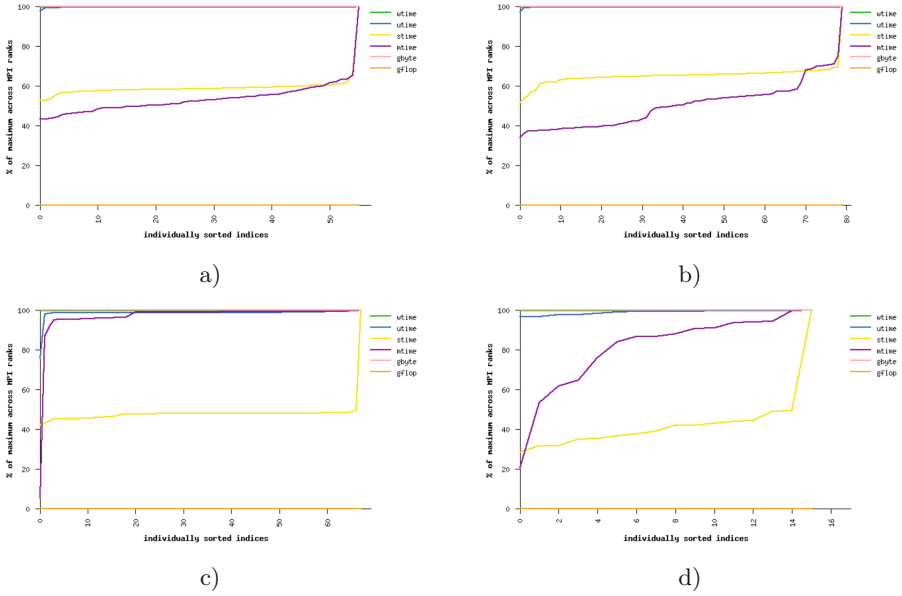 % of maximum across MPI ranks
100
80
60
40
20
0
0
10
20
30
40
50
individually sorted indices
wtime
utime
stime
mtime
gbyte
gflop
a)
% of maximum across MPI ranks
100
80
60
40
20
0
0
10
20
30
40
50
60
70
80
individually sorted indices
wtime
utime
stime
mtime
gbyte
gflop
b)
% of maximum across MPI ranks
100
80
60
40
20
0
0
10
20
30
40
50
60
individually sorted indices
wtime
utime
stime
mtime
gbyte
gflop
c)
% of maximum across MPI ranks
100
80
60
40
20
0
0
2
4
6
8
10
12
14
16
individually sorted indices
wtime
utime
stime
mtime
gbyte
gflop
d)